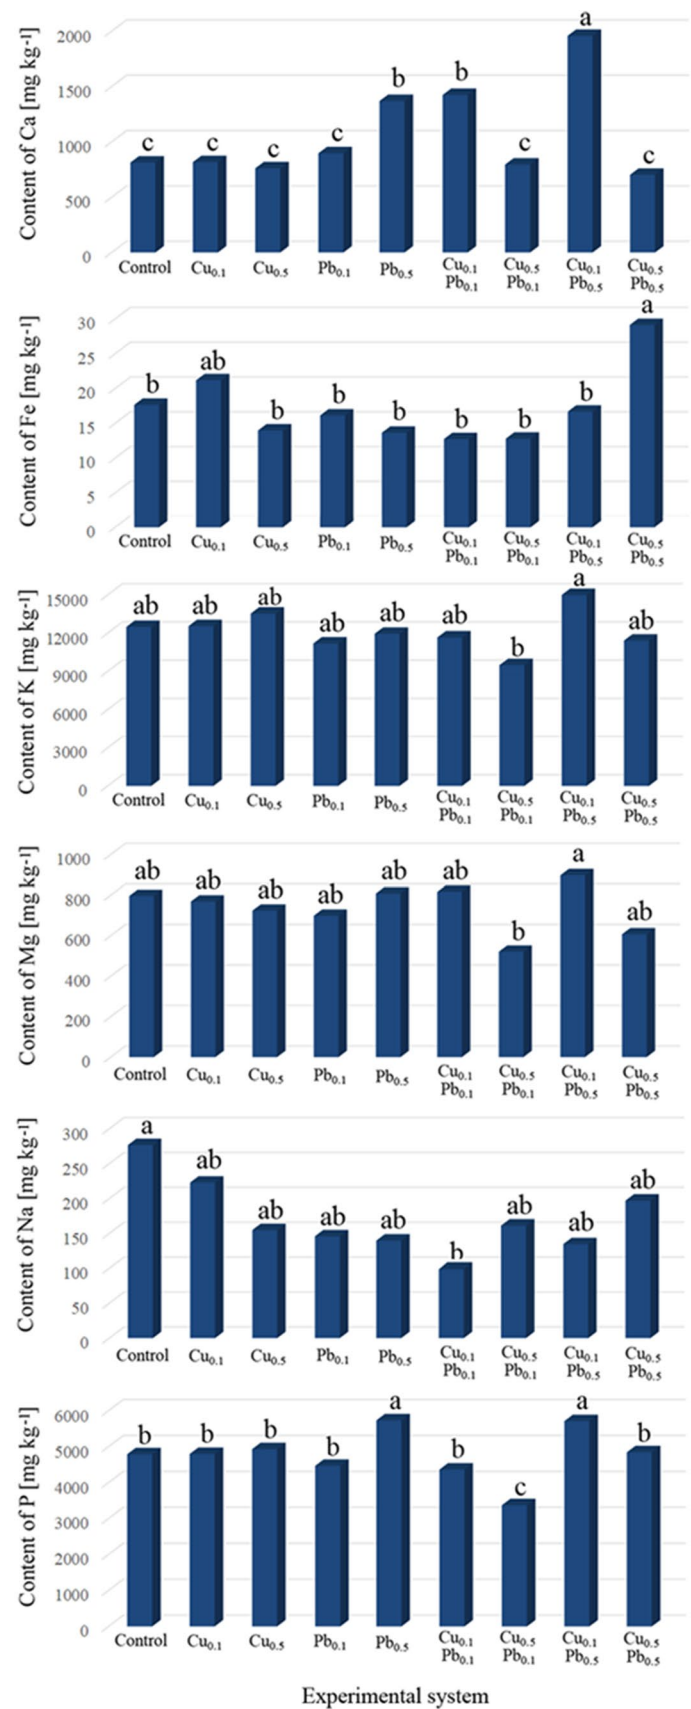 Content of Ca [mg kg-1]
2000
1500
1000
500
0
c c c c b b c a c
Control Cu0.1 Cu0.5 Pb0.1 Pb0.5 Cu0.1 Cu0.5 Cu0.1 Cu0.5
Pb0.1 Pb0.1 Pb0.5 Pb0.5
Content of Fe [mg kg-1]
30
25
20
15
10
5
0
b ab b b b b b b a
Control Cu0.1 Cu0.5 Pb0.1 Pb0.5 Cu0.1 Cu0.5 Cu0.1 Cu0.5
Pb0.1 Pb0.1 Pb0.5 Pb0.5
Content of K [mg kg-1]
15000
12000
9000
6000
3000
0
ab ab ab ab ab ab b a ab
Control Cu0.1 Cu0.5 Pb0.1 Pb0.5 Cu0.1 Cu0.5 Cu0.1 Cu0.5
Pb0.1 Pb0.1 Pb0.5 Pb0.5
Content of Mg [mg kg-1]
1000
800
600
400
200
0
ab ab ab ab ab ab b a ab
Control Cu0.1 Cu0.5 Pb0.1 Pb0.5 Cu0.1 Cu0.5 Cu0.1 Cu0.5
Pb0.1 Pb0.1 Pb0.5 Pb0.5
Content of Na [mg kg-1]
300
250
200
150
100
50
0
a ab ab ab ab b ab ab ab
Control Cu0.1 Cu0.5 Pb0.1 Pb0.5 Cu0.1 Cu0.5 Cu0.1 Cu0.5
Pb0.1 Pb0.1 Pb0.5 Pb0.5
Content of P [mg kg-1]
6000
5000
4000
3000
2000
1000
0
b b b b a b c a b
Control Cu0.1 Cu0.5 Pb0.1 Pb0.5 Cu0.1 Cu0.5 Cu0.1 Cu0.5
Pb0.1 Pb0.1 Pb0.5 Pb0.5
Experimental system